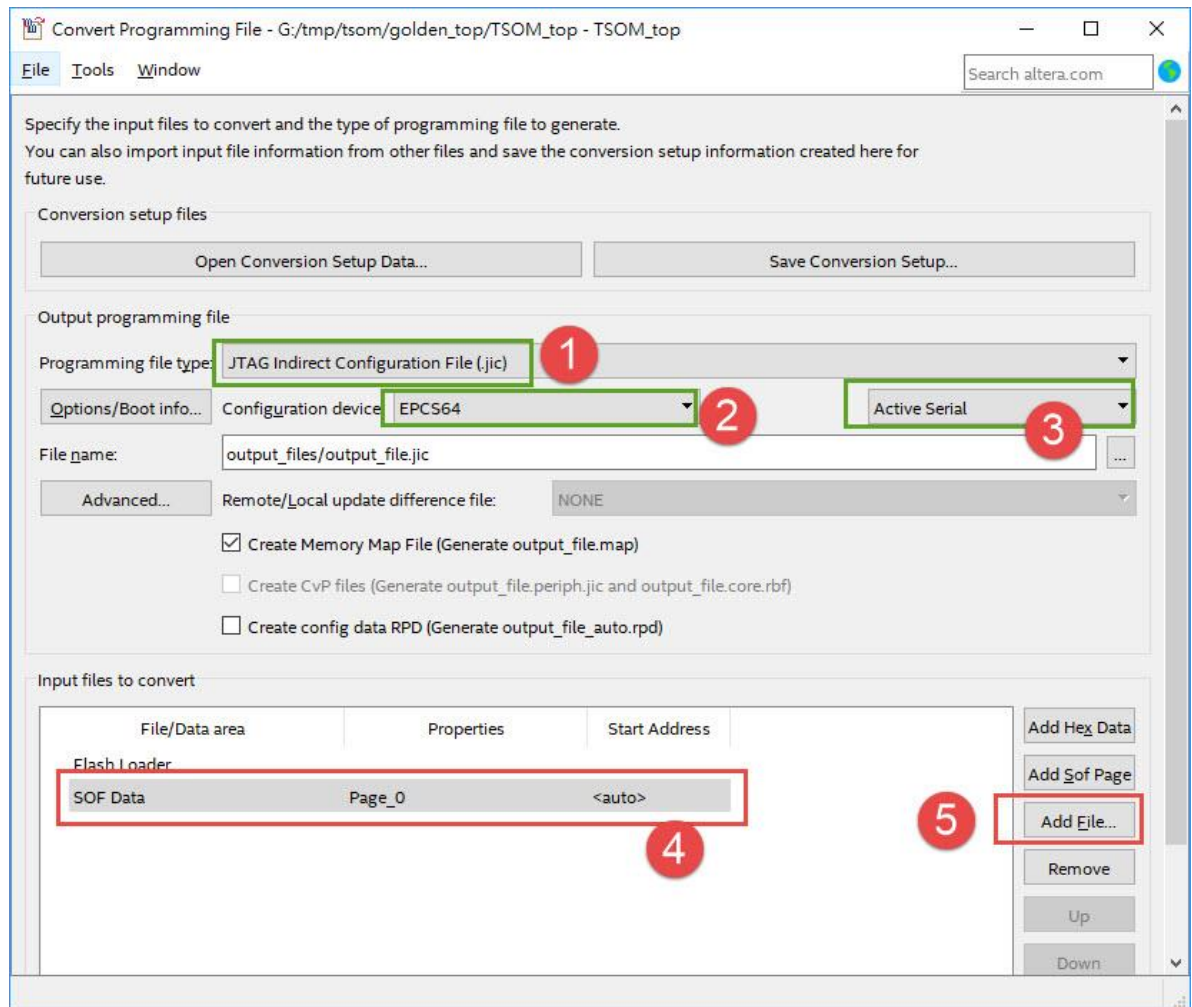 Convert Programming File - G:/tmp/tsom/golden_top/TSOM_top - TSOM_top
File Tools Window
Search altera.com
Specify the input files to convert and the type of programming file to generate.
You can also import input file information from other files and save the conversion setup information created here for
future use.
Conversion setup files
Open Conversion Setup Data... Save Conversion Setup...
Output programming file
Programming file type: JTAG Indirect Configuration File (.jic) 1
Options/Boot info... Configuration device EPCS64 2 Active Serial 3
File name: output_files/output_file.jic ...
Advanced... Remote/Local update difference file: NONE
Create Memory Map File (Generate output_file.map)
Create CvP files (Generate output_file.periph.jic and output_file.core.rbf)
Create config data RPD (Generate output_file_auto.rpd)
Input files to convert
File/Data area Properties Start Address
Flash Loader
SOF Data Page_0 <auto>
4
Add Hex Data
Add Sof Page
5 Add File...
Remove
Up
Down